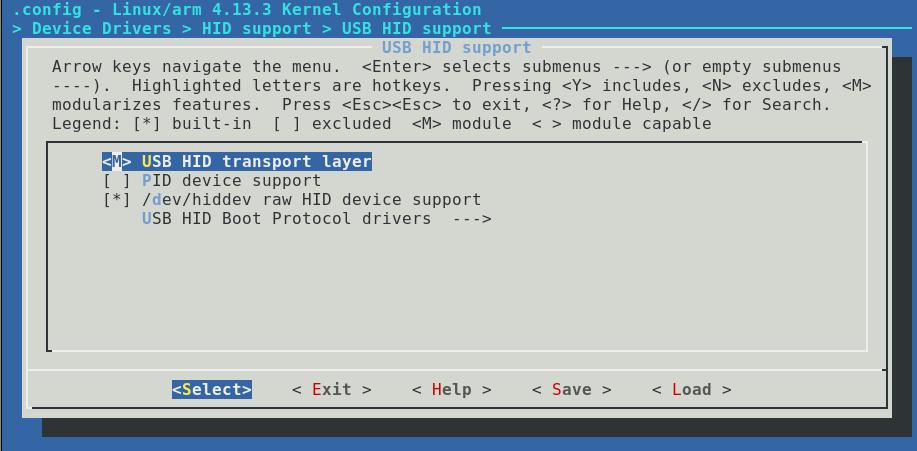 .config - Linux/arm 4.13.3 Kernel Configuration
> Device Drivers > HID support > USB HID support
USB HID support
Arrow keys navigate the menu.  <Enter> selects submenus ---> (or empty submenus
----).  Highlighted letters are hotkeys.  Pressing <Y> includes, <N> excludes, <M>
modularizes features.  Press <Esc><Esc> to exit, <?> for Help, </> for Search.
Legend: [*] built-in  [ ] excluded  <M> module  < > module capable
<M> USB HID transport layer
[ ] PID device support
[*] /dev/hiddev raw HID device support
USB HID Boot Protocol drivers  --->
<Select>    < Exit >    < Help >    < Save >    < Load >